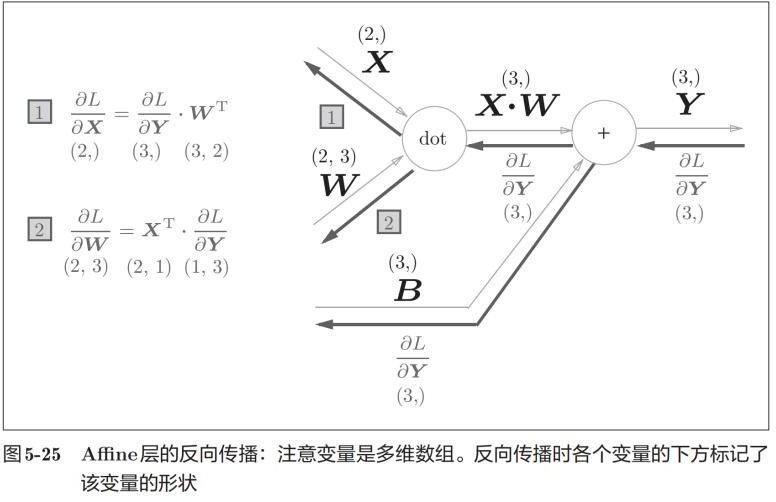 (2,)
X
(3,)
X·W
(3,)
Y
1
∂L/∂X = ∂L/∂Y · Wᵀ
(2,) (3,) (3, 2)
1
dot
+
(2, 3)
W
∂L/∂Y
(3,)
∂L/∂Y
(3,)
2
∂L/∂W = Xᵀ · ∂L/∂Y
(2, 3) (2, 1) (1, 3)
2
(3,)
B
∂L/∂Y
(3,)
图5-25 Affine层的反向传播：注意变量是多维数组。反向传播时各个变量的下方标记了
该变量的形状